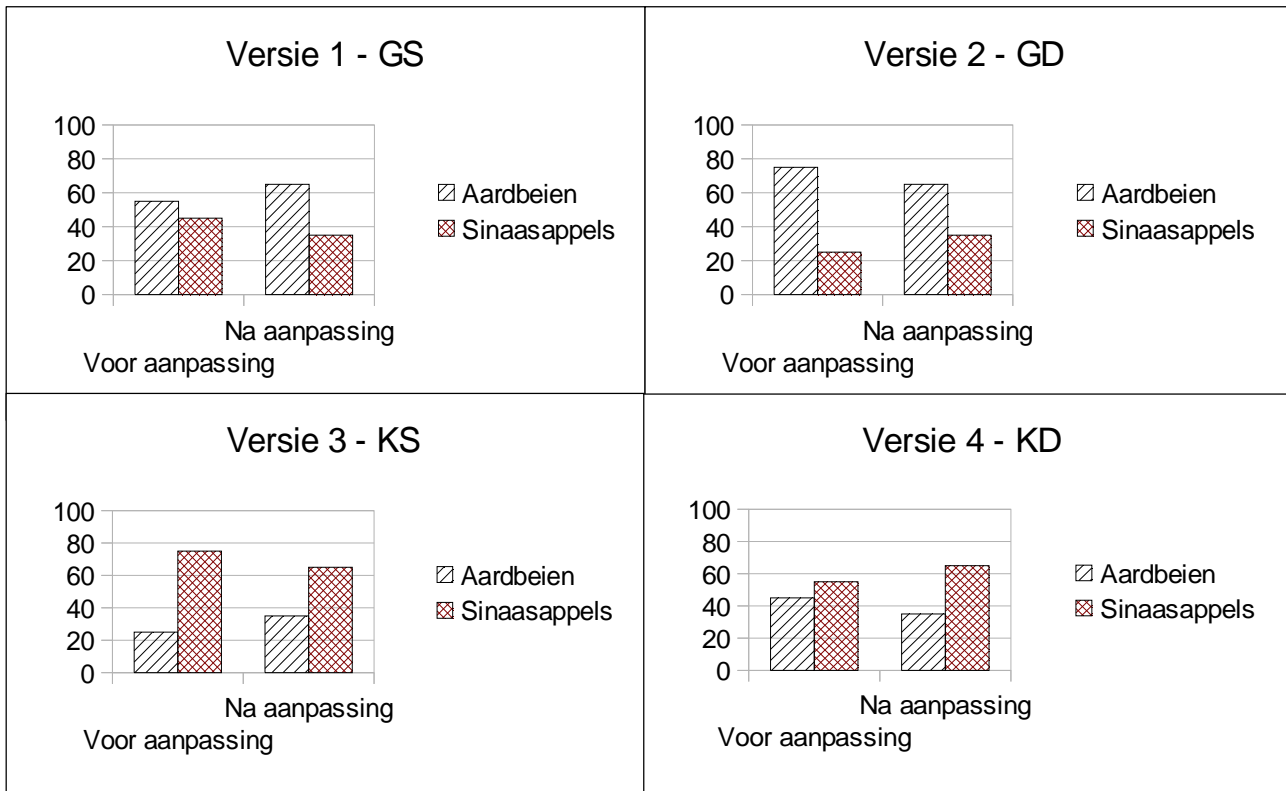 Versie 1 - GS
100
80
60
40
20
0
Aardbeien
Sinaasappels
Na aanpassing
Voor aanpassing
Versie 2 - GD
100
80
60
40
20
0
Aardbeien
Sinaasappels
Na aanpassing
Voor aanpassing
Versie 3 - KS
100
80
60
40
20
0
Aardbeien
Sinaasappels
Na aanpassing
Voor aanpassing
Versie 4 - KD
100
80
60
40
20
0
Aardbeien
Sinaasappels
Na aanpassing
Voor aanpassing